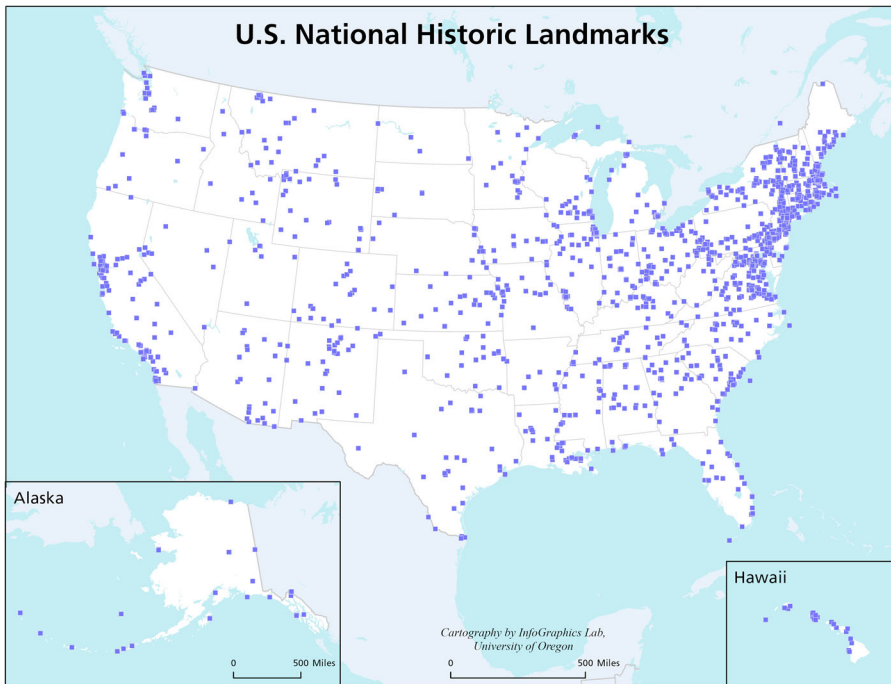 U.S. National Historic Landmarks
Alaska
0 500 Miles
Cartography by InfoGraphics Lab,
University of Oregon
0 500 Miles
Hawaii